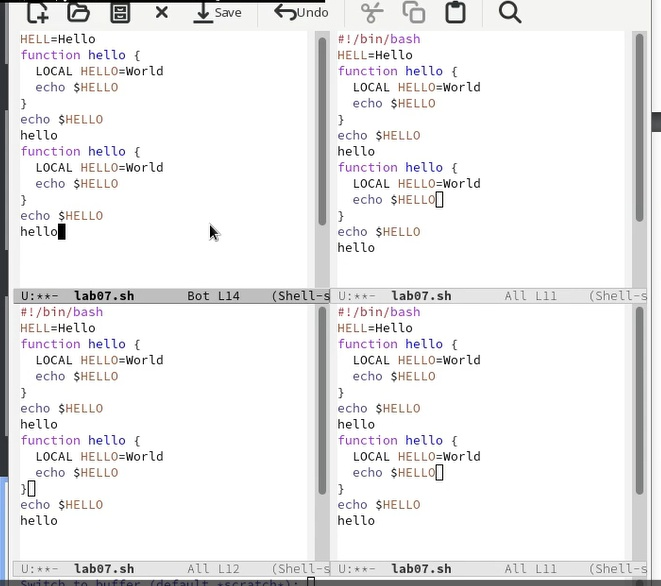 Save Undo
HELL=Hello
function hello {
LOCAL HELLO=World
echo $HELLO
}
echo $HELLO
hello
function hello {
LOCAL HELLO=World
echo $HELLO
}
echo $HELLO
hello
U:**- lab07.sh Bot L14 (Shell-s
#!/bin/bash
HELL=Hello
function hello {
LOCAL HELLO=World
echo $HELLO
}
echo $HELLO
hello
function hello {
LOCAL HELLO=World
echo $HELLO
}
echo $HELLO
hello
U:**- lab07.sh All L11 (Shell-s
#!/bin/bash
HELL=Hello
function hello {
LOCAL HELLO=World
echo $HELLO
}
echo $HELLO
hello
function hello {
LOCAL HELLO=World
echo $HELLO
}
echo $HELLO
hello
U:**- lab07.sh All L12 (Shell-s
#!/bin/bash
HELL=Hello
function hello {
LOCAL HELLO=World
echo $HELLO
}
echo $HELLO
hello
function hello {
LOCAL HELLO=World
echo $HELLO
}
echo $HELLO
hello
U:**- lab07.sh All L11 (Shell-s
Switch to buffer (default *scratch*):